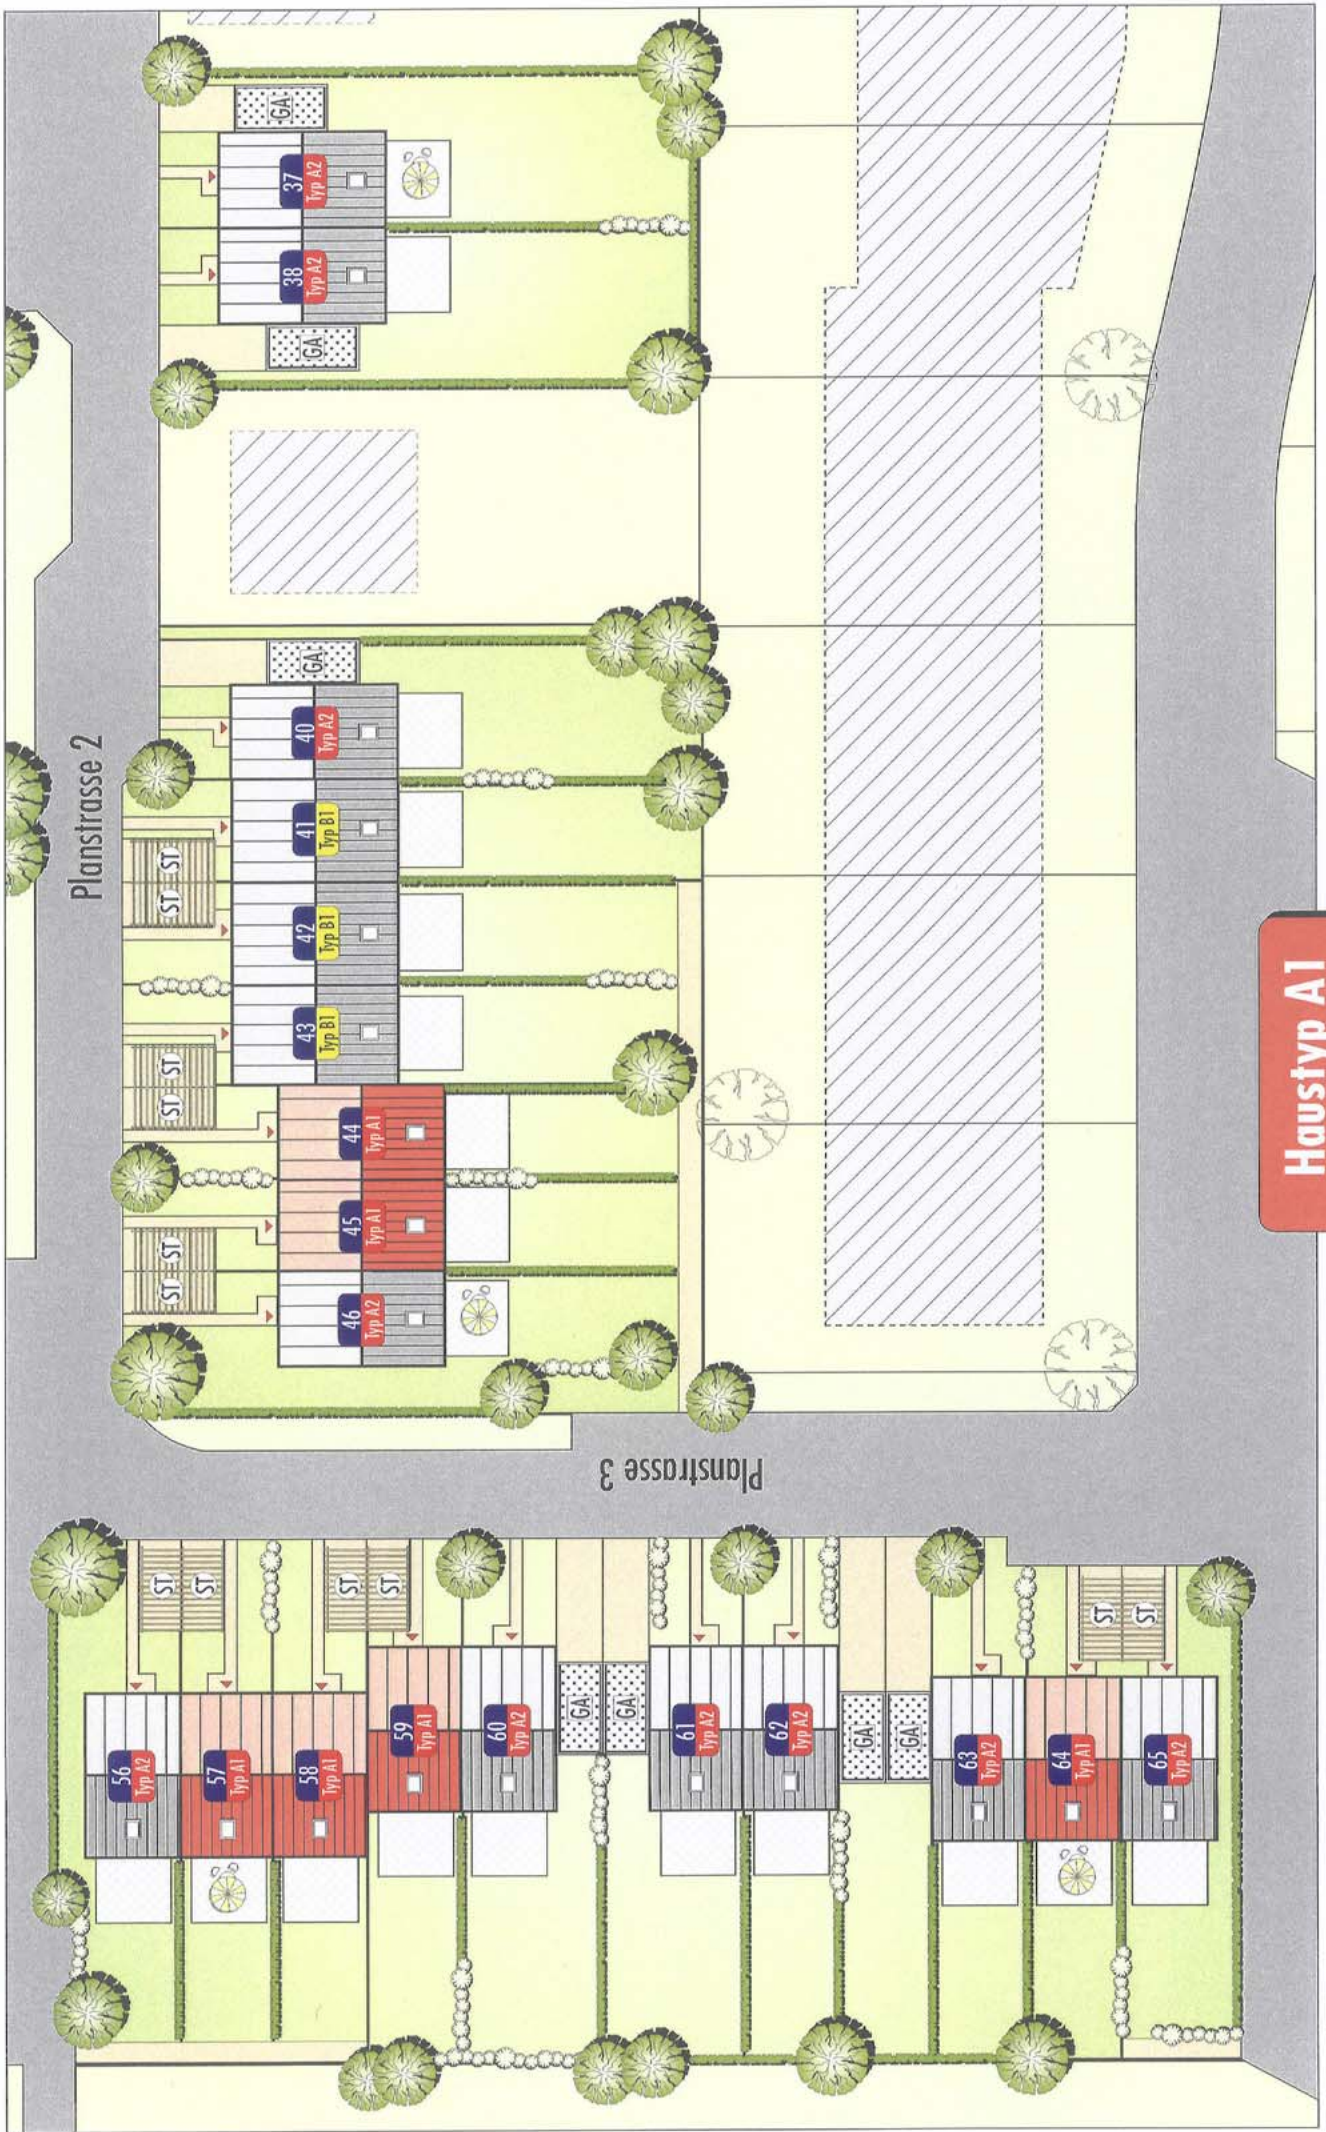 GA
37
Typ A2
38
Typ A2
GA
Planstrasse 2
GA
40
Typ A2
41
Typ B1
ST
ST
42
Typ B1
43
Typ B1
ST
ST
44
Typ A1
45
Typ A1
ST
ST
46
Typ A2
Haustyp A1
Planstrasse 3
ST
ST
ST
ST
56
Typ A2
57
Typ A1
58
Typ A1
59
Typ A1
60
Typ A2
GA
GA
61
Typ A2
62
Typ A2
GA
GA
63
Typ A2
64
Typ A1
65
Typ A2
ST
ST